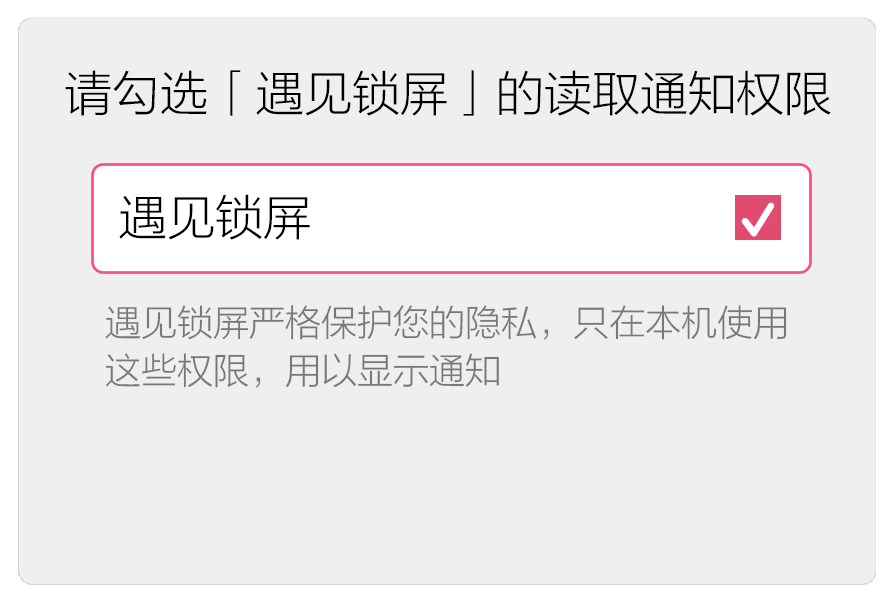 请勾选「遇见锁屏」的读取通知权限
遇见锁屏
遇见锁屏严格保护您的隐私，只在本机使用
这些权限，用以显示通知